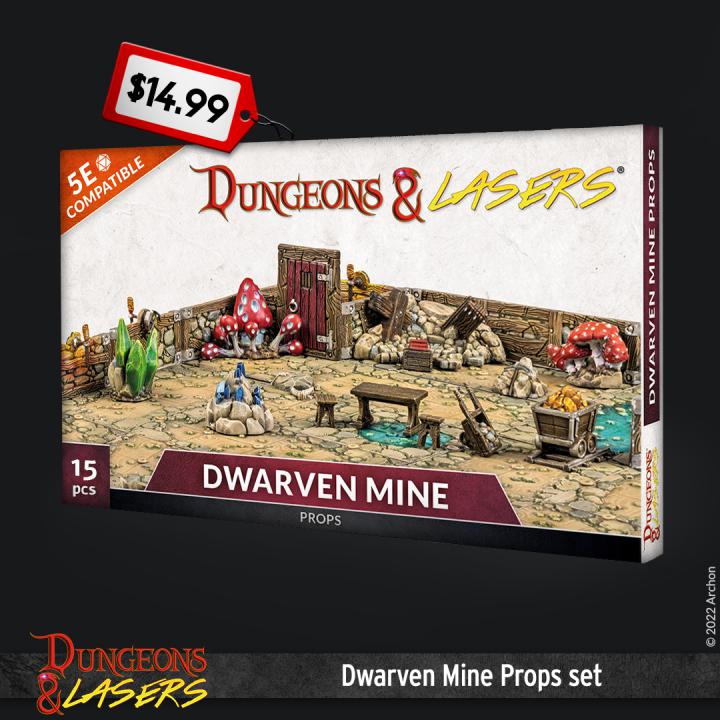 $14.99
5E
COMPATIBLE
DUNGEONS & LASERS®
DWARVEN MINE PROPS
15
pcs
DWARVEN MINE
PROPS
DUNGEONS
& LASERS
© 2022 Archon
DUNGEONS
& LASERS
Dwarven Mine Props set